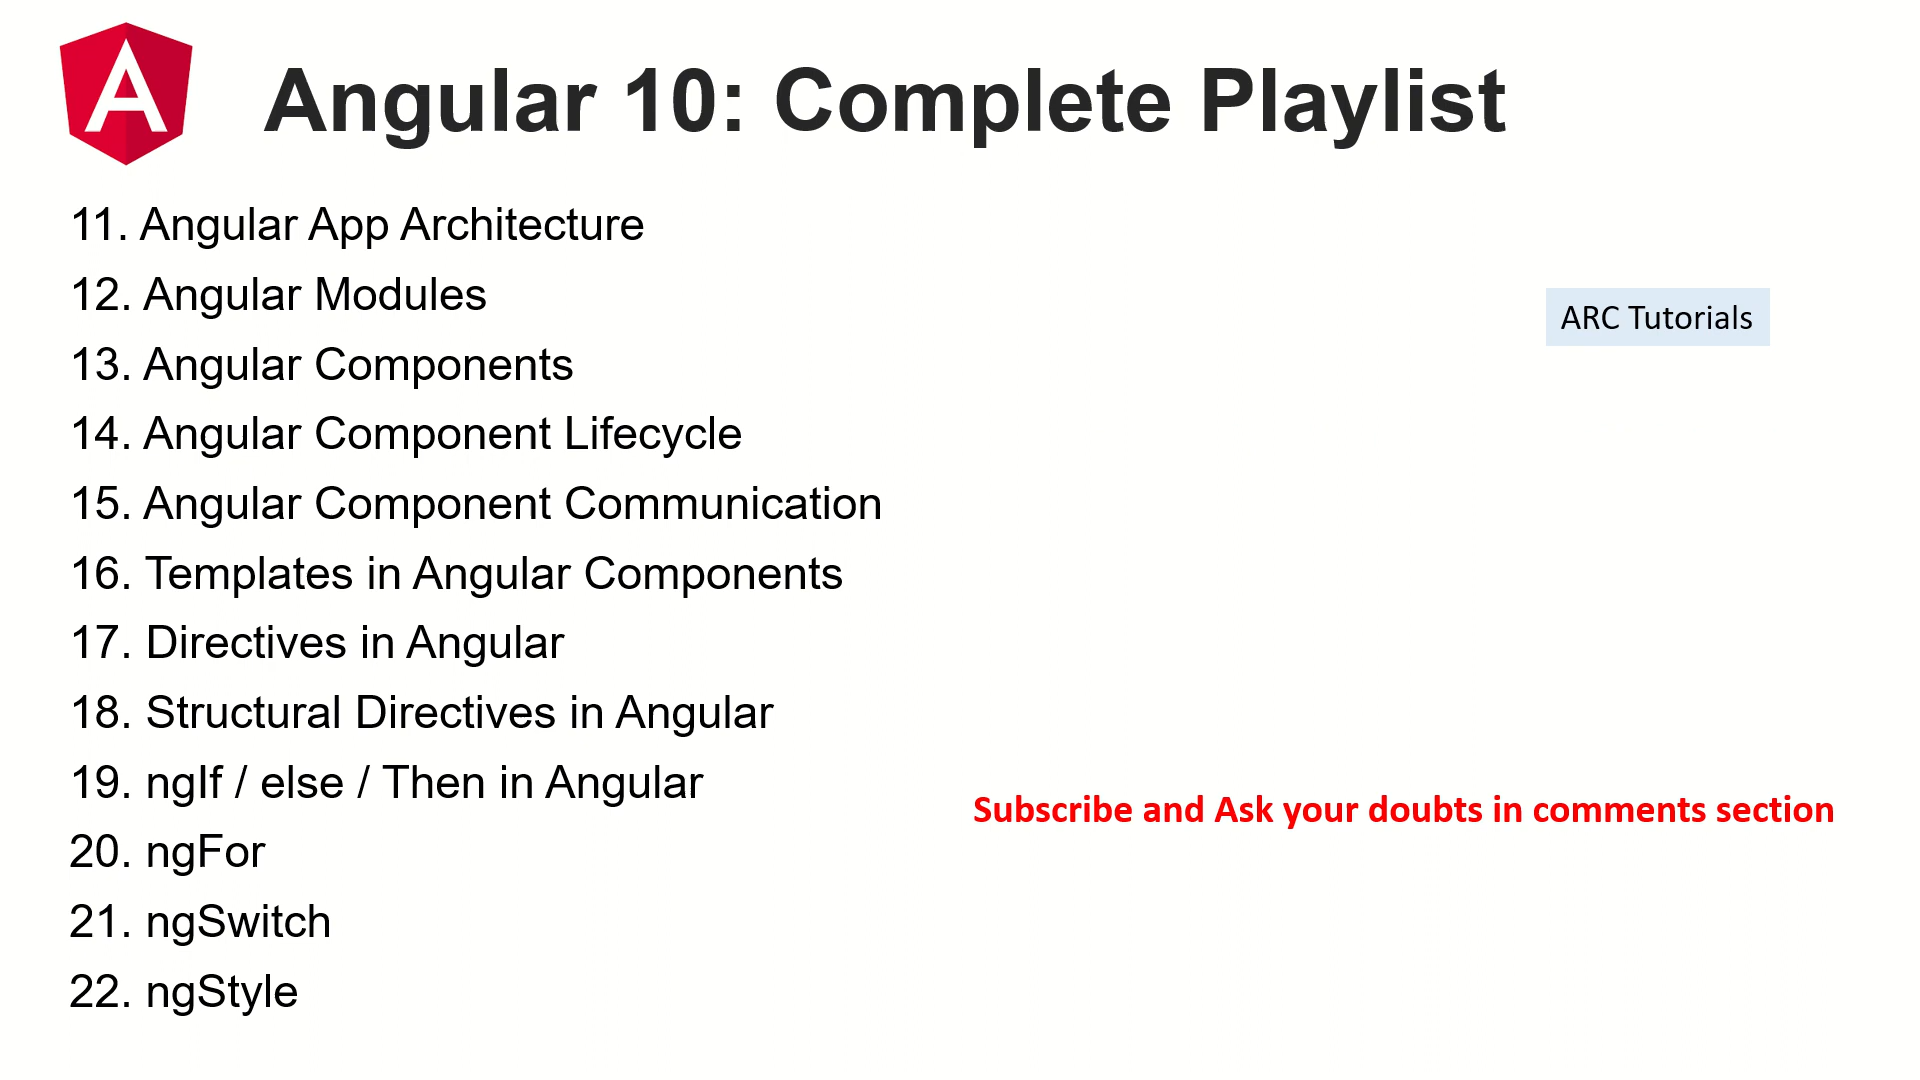 Angular 10: Complete Playlist
11. Angular App Architecture
12. Angular Modules
13. Angular Components
14. Angular Component Lifecycle
15. Angular Component Communication
16. Templates in Angular Components
17. Directives in Angular
18. Structural Directives in Angular
19. ngIf / else / Then in Angular
20. ngFor
21. ngSwitch
22. ngStyle
ARC Tutorials
Subscribe and Ask your doubts in comments section